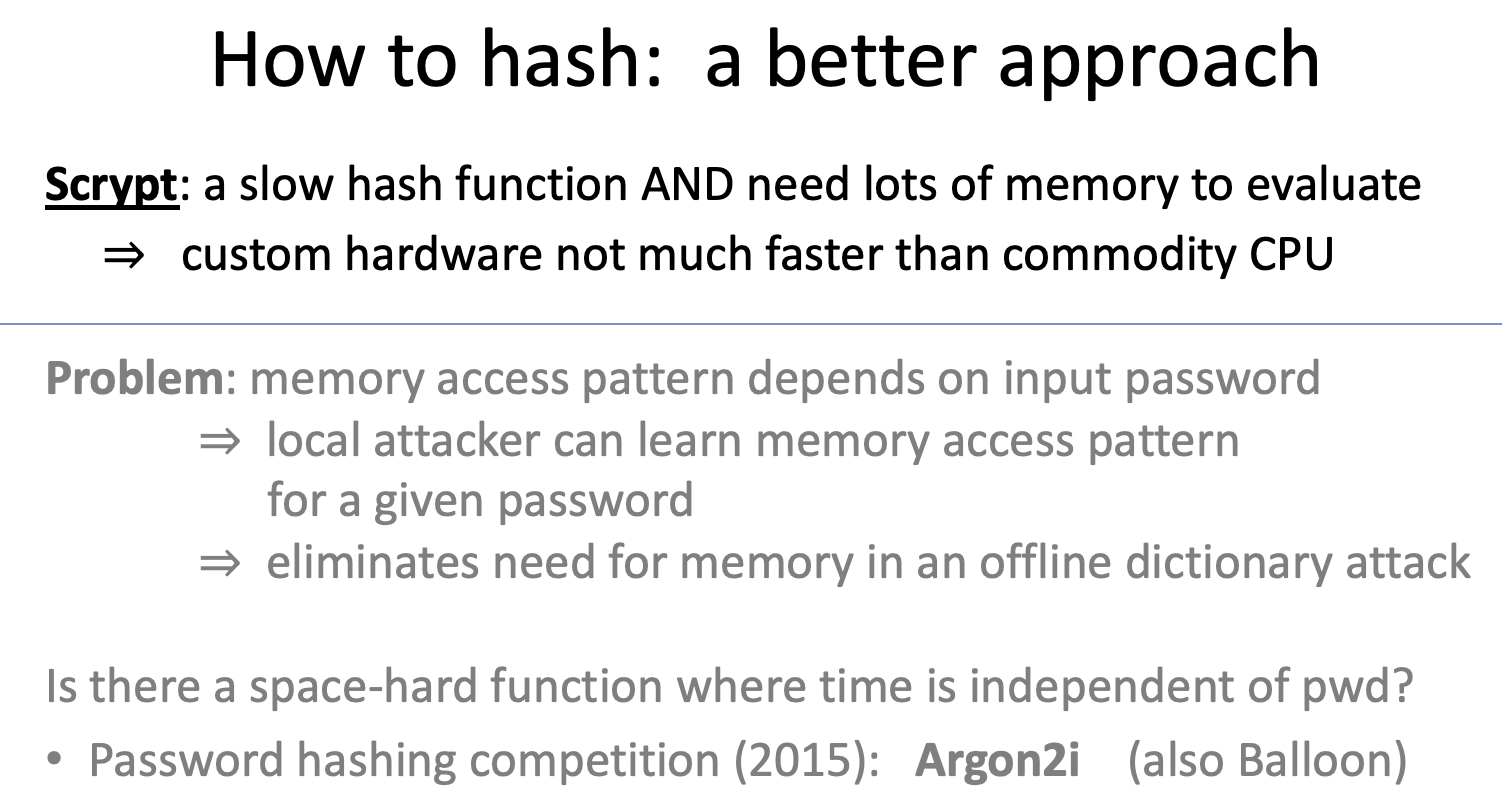 How to hash:  a better approach
Scrypt: a slow hash function AND need lots of memory to evaluate
⇒ custom hardware not much faster than commodity CPU
Problem: memory access pattern depends on input password
⇒ local attacker can learn memory access pattern
for a given password
⇒ eliminates need for memory in an offline dictionary attack
Is there a space-hard function where time is independent of pwd?
• Password hashing competition (2015): Argon2i (also Balloon)